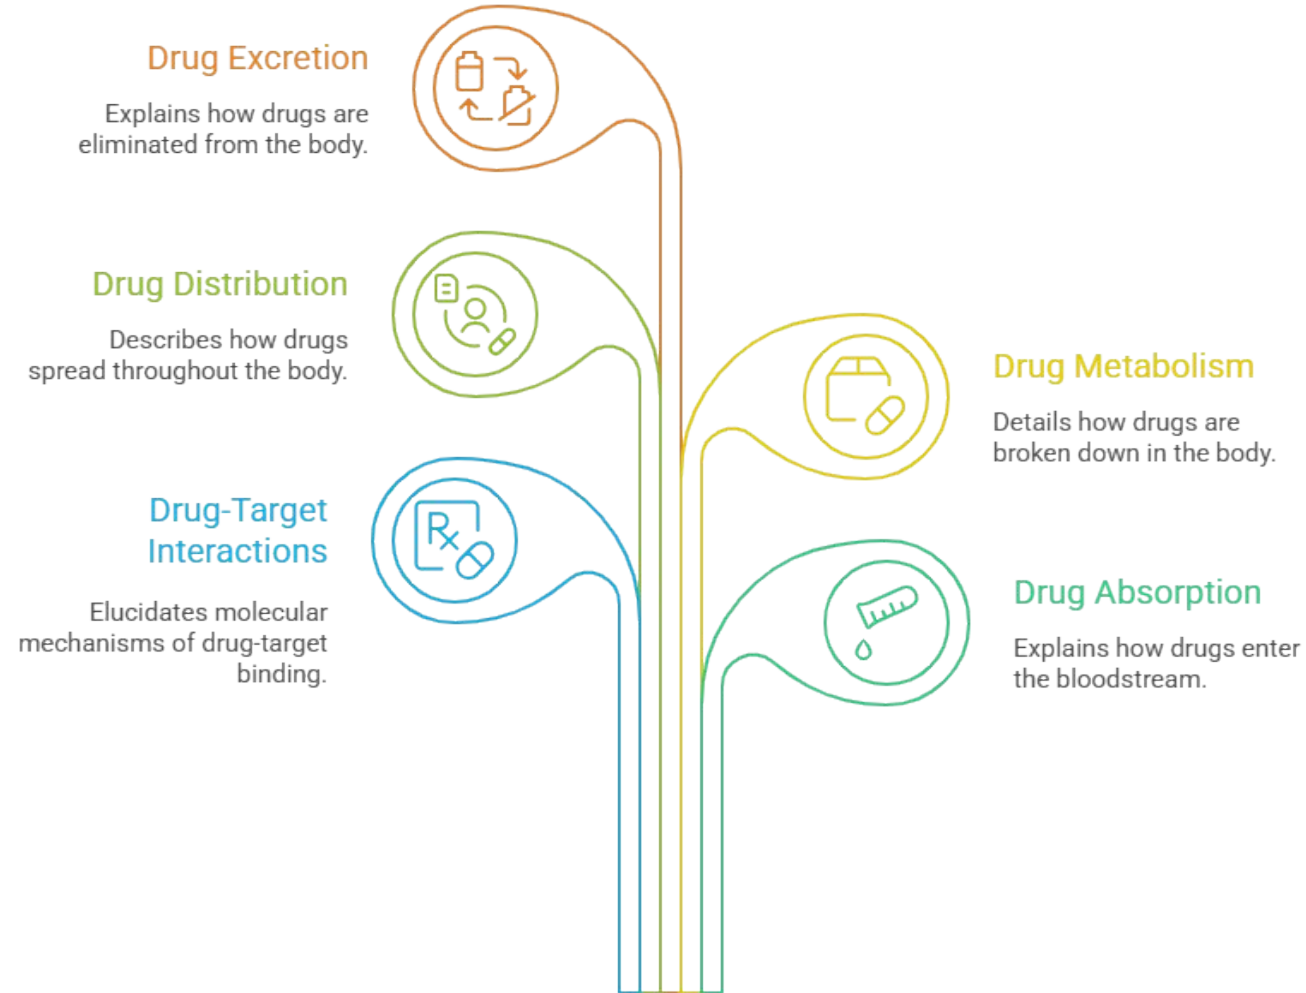 Drug Excretion
Explains how drugs are
eliminated from the body.
Drug Distribution
Describes how drugs
spread throughout the body.
Drug Metabolism
Details how drugs are
broken down in the body.
Drug-Target
Interactions
Elucidates molecular
mechanisms of drug-target
binding.
Rx
Drug Absorption
Explains how drugs enter
the bloodstream.